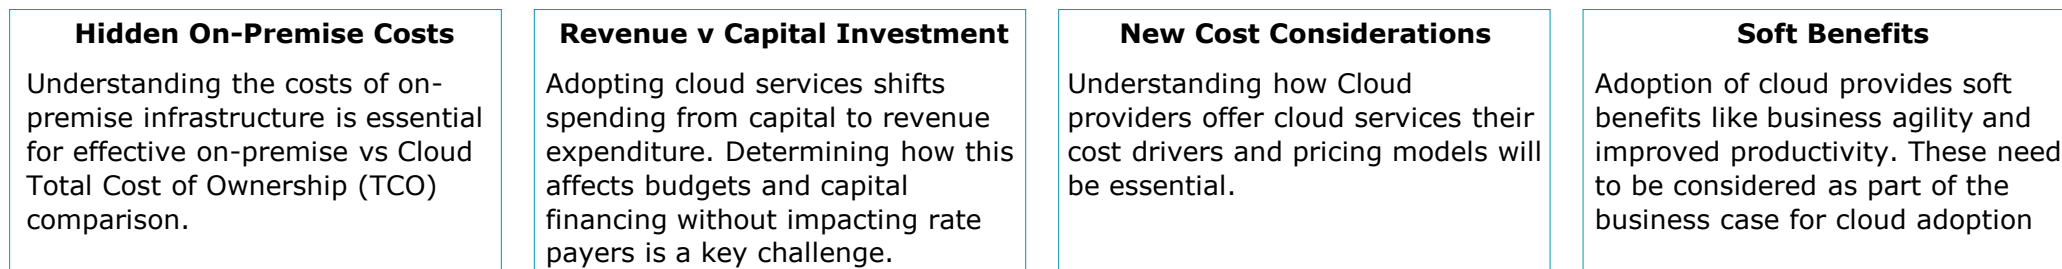 Hidden On-Premise Costs
Understanding the costs of on-
premise infrastructure is essential
for effective on-premise vs Cloud
Total Cost of Ownership (TCO)
comparison.
Revenue v Capital Investment
Adopting cloud services shifts
spending from capital to revenue
expenditure. Determining how this
affects budgets and capital
financing without impacting rate
payers is a key challenge.
New Cost Considerations
Understanding how Cloud
providers offer cloud services their
cost drivers and pricing models will
be essential.
Soft Benefits
Adoption of cloud provides soft
benefits like business agility and
improved productivity. These need
to be considered as part of the
business case for cloud adoption